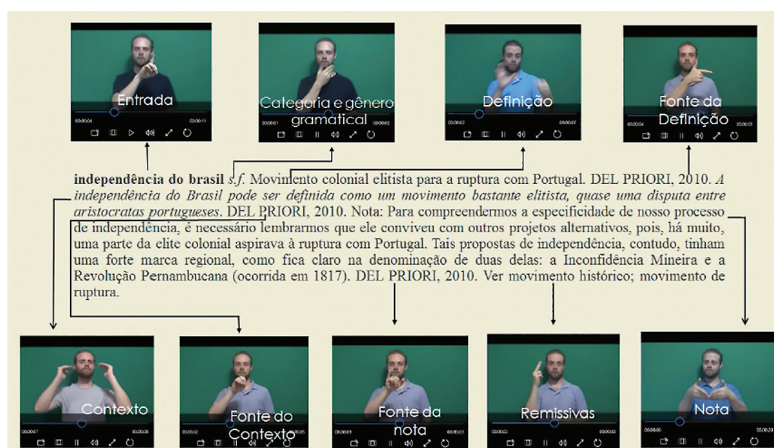 Entrada
Categoria e gênero
gramatical
Definição
Fonte da
Definição
independência do brasil s.f. Movimento colonial elitista para a ruptura com Portugal. DEL PRIORI, 2010. A
independência do Brasil pode ser definida como um movimento bastante elitista, quase uma disputa entre
aristocratas portugueses. DEL PRIORI, 2010. Nota: Para compreendermos a especificidade de nosso processo
de independência, é necessário lembrarmos que ele conviveu com outros projetos alternativos, pois, há muito,
uma parte da elite colonial aspirava à ruptura com Portugal. Tais propostas de independência, contudo, tinham
uma forte marca regional, como fica claro na denominação de duas delas: a Inconfidência Mineira e a
Revolução Pernambucana (ocorrida em 1817). DEL PRIORI, 2010. Ver movimento histórico; movimento de
ruptura.
Contexto
Fonte do
Contexto
Fonte da
nota
Remissivas
Nota